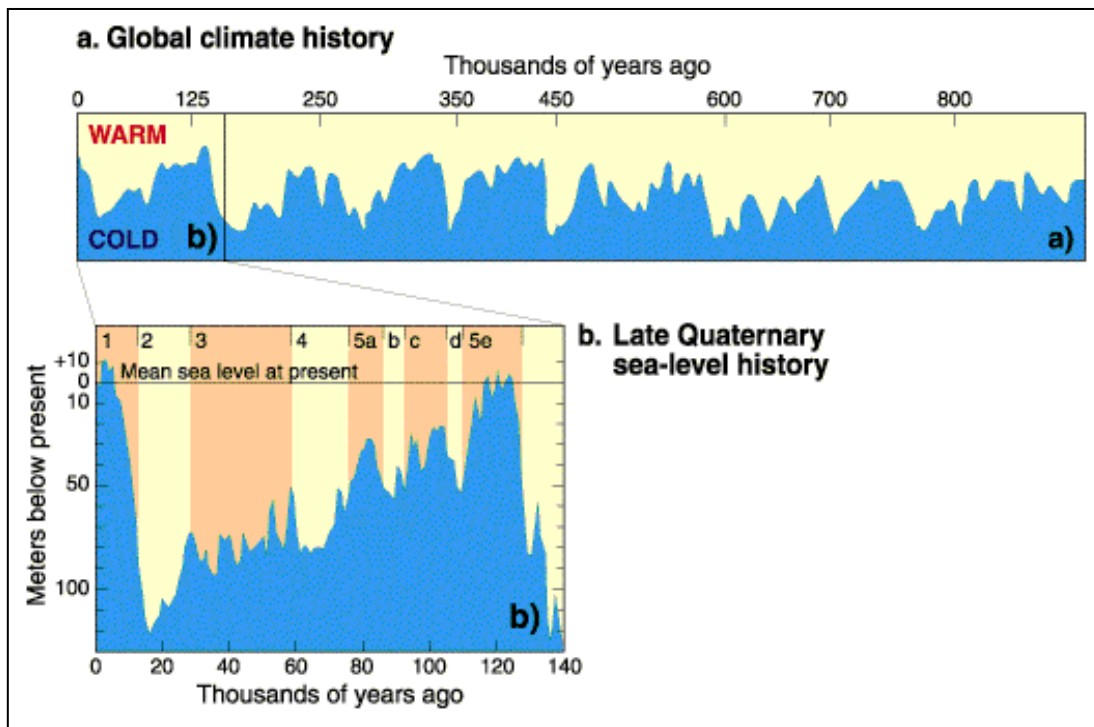 a. Global climate history
Thousands of years ago
0 125 250 350 450 600 700 800
WARM
COLD
b)
a)
b. Late Quaternary
sea-level history
1 2 3 4 5a b c d 5e
Mean sea level at present
+10
0
10
50
100
Meters below present
b)
0 20 40 60 80 100 120 140
Thousands of years ago